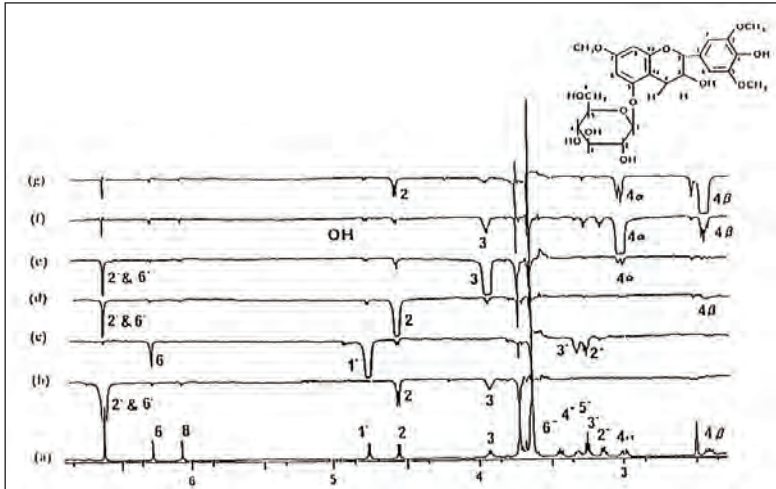 OCH₃
CH₃O
OH
OCH₃
OH
H H
HOCH₂
O
O
HO
OH
OH
(g) 2 4α 4β
(f) OH 3 4α 4β
(e) 2' & 6' 3 4α
(d) 2' & 6' 2 4β
(c) 6 1" 3" 2"
(b) 2' & 6' 2 3
(a) 6 8 1" 2 3 6" 4" 5" 3" 2" 4α 4β
6 5 4 3